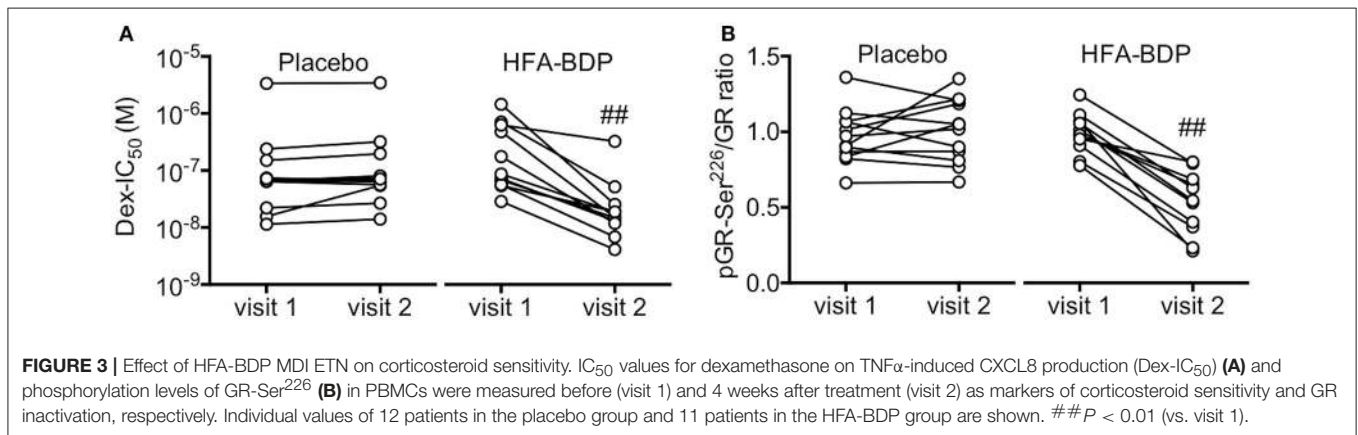 A
Placebo
HFA-BDP
10⁻⁵
10⁻⁶
10⁻⁷
10⁻⁸
10⁻⁹
Dex-IC₅₀ (M)
##
visit 1 visit 2 visit 1 visit 2
B
Placebo
HFA-BDP
1.5
1.0
0.5
0.0
pGR-Ser²²⁶/GR ratio
##
visit 1 visit 2 visit 1 visit 2
FIGURE 3 | Effect of HFA-BDP MDI ETN on corticosteroid sensitivity. IC₅₀ values for dexamethasone on TNFα-induced CXCL8 production (Dex-IC₅₀) (A) and
phosphorylation levels of GR-Ser²²⁶ (B) in PBMCs were measured before (visit 1) and 4 weeks after treatment (visit 2) as markers of corticosteroid sensitivity and GR
inactivation, respectively. Individual values of 12 patients in the placebo group and 11 patients in the HFA-BDP group are shown. ##P < 0.01 (vs. visit 1).